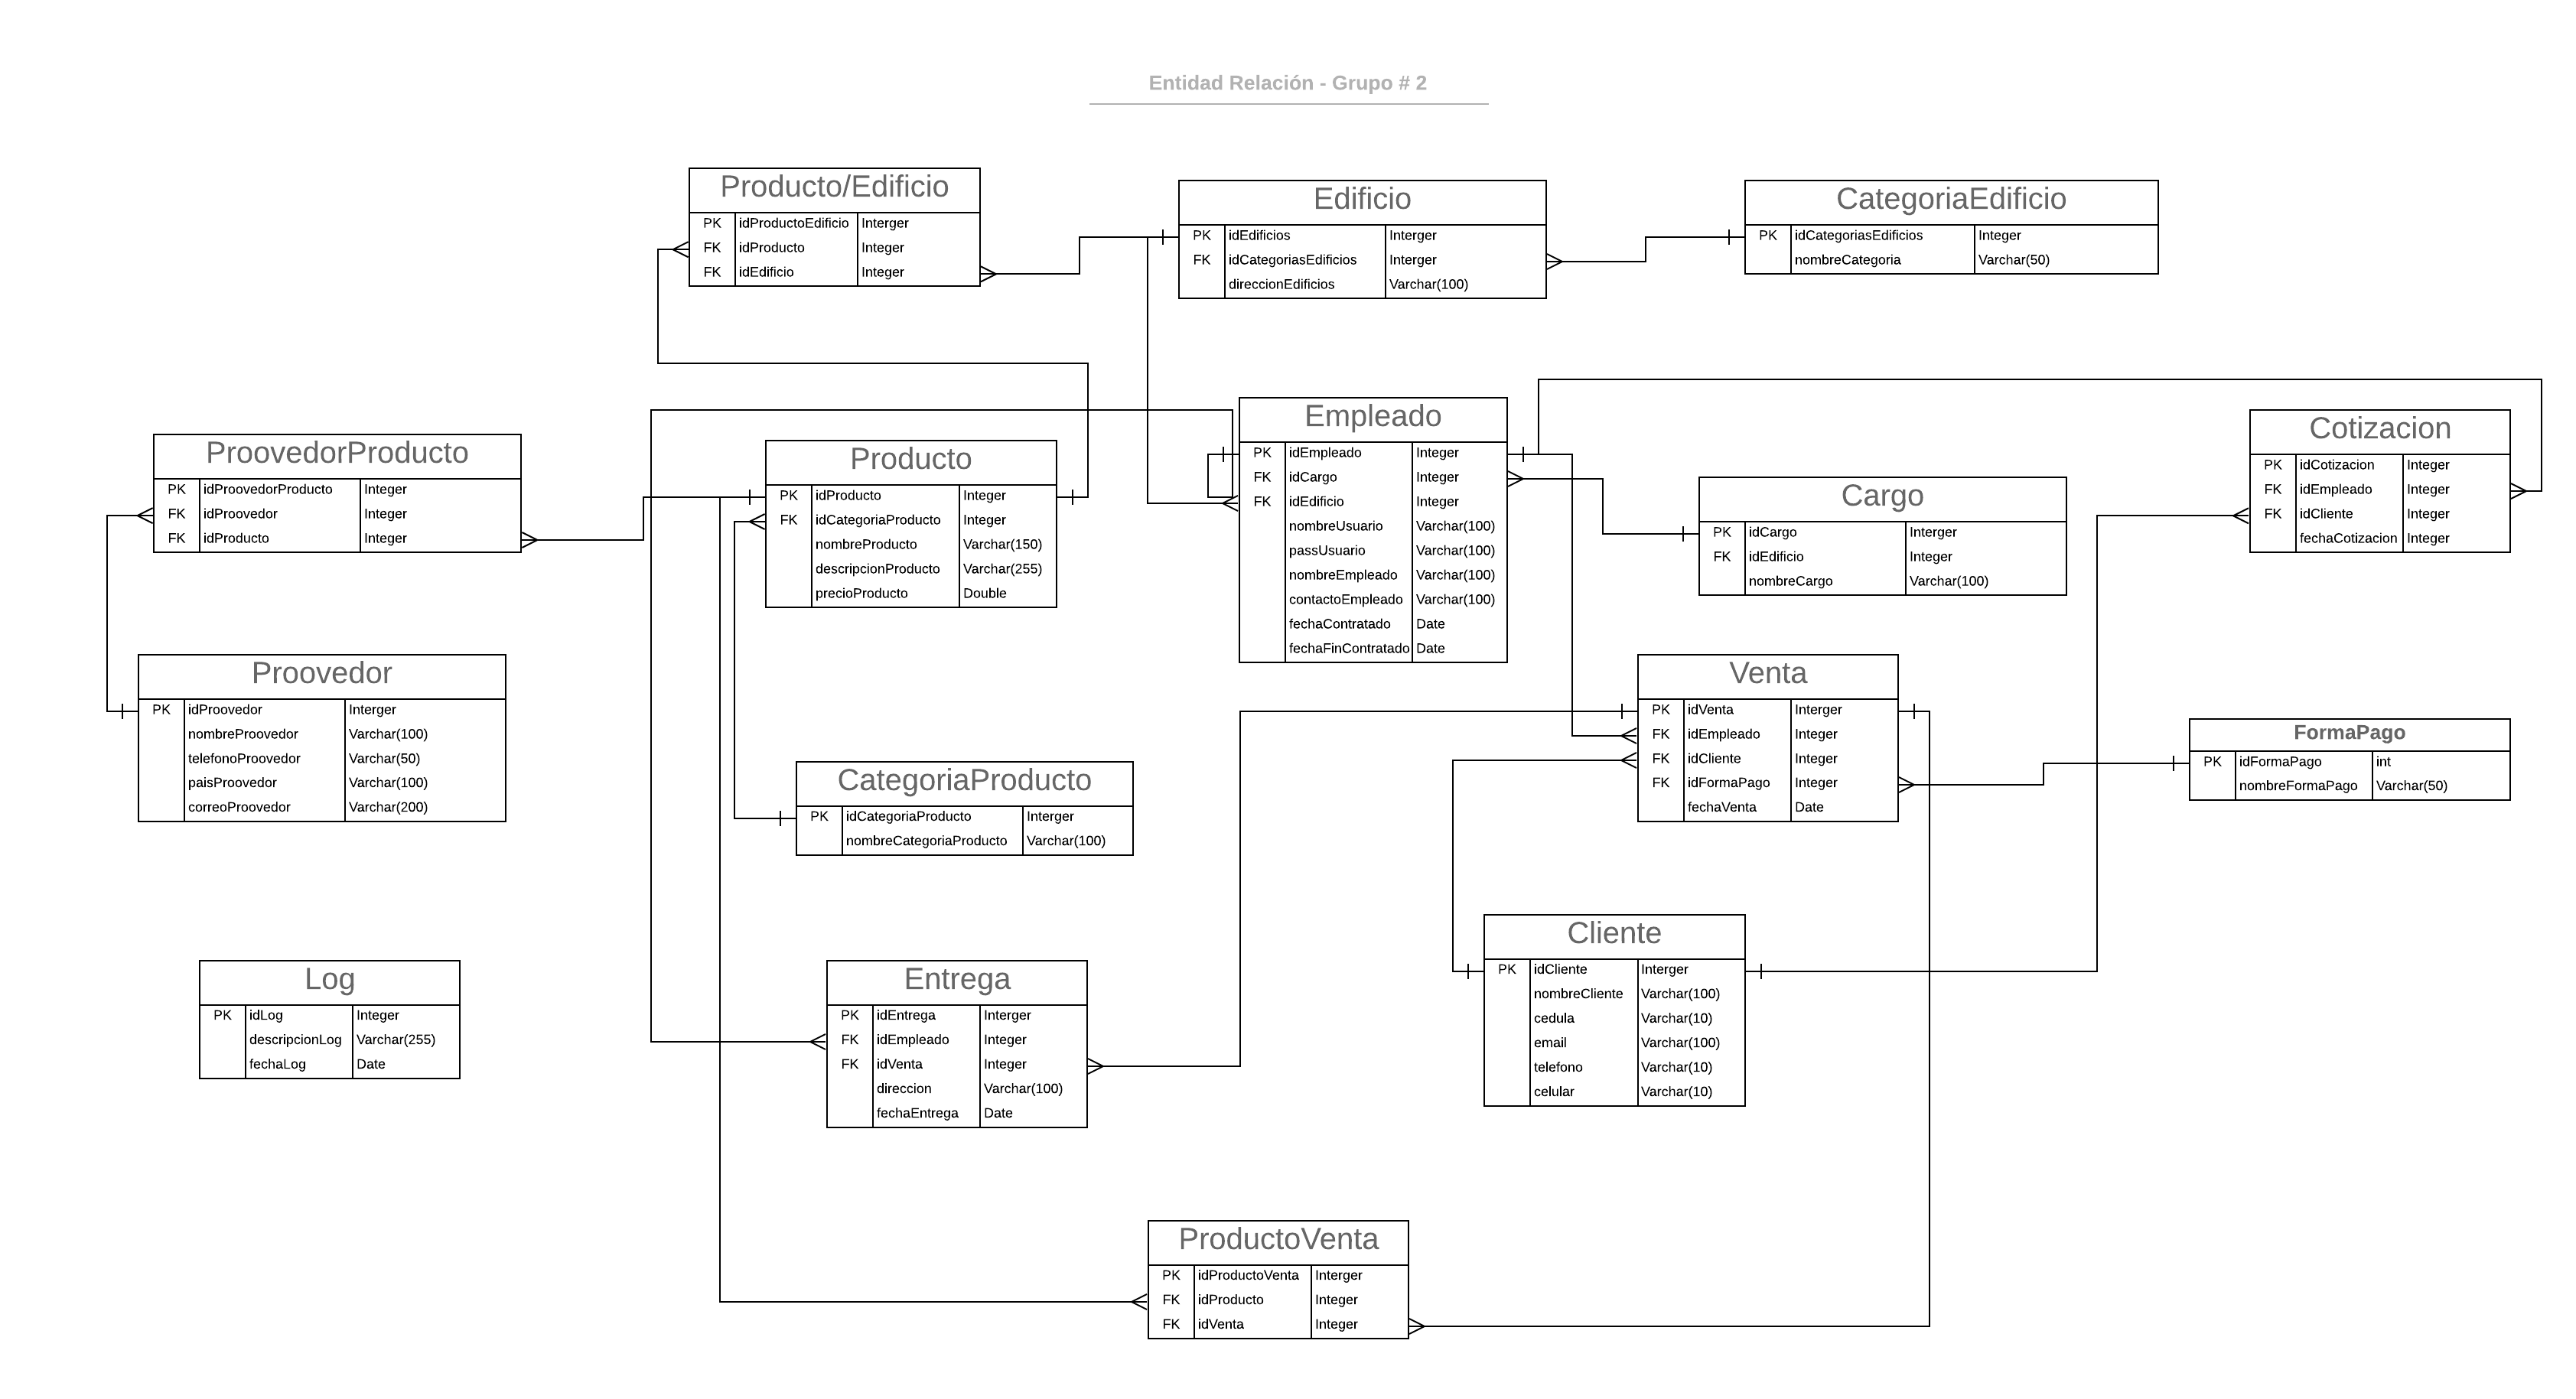 Entidad Relación - Grupo # 2
Producto/Edificio
PK idProductoEdificio Interger
FK idProducto Integer
FK idEdificio Integer
Edificio
PK idEdificios Interger
FK idCategoriasEdificios Interger
direccionEdificios Varchar(100)
CategoriaEdificio
PK idCategoriasEdificios Integer
nombreCategoria Varchar(50)
ProovedorProducto
PK idProovedorProducto Integer
FK idProovedor Integer
FK idProducto Integer
Producto
PK idProducto Integer
FK idCategoriaProducto Integer
nombreProducto Varchar(150)
descripcionProducto Varchar(255)
precioProducto Double
Empleado
PK idEmpleado Integer
FK idCargo Integer
FK idEdificio Integer
nombreUsuario Varchar(100)
passUsuario Varchar(100)
nombreEmpleado Varchar(100)
contactoEmpleado Varchar(100)
fechaContratado Date
fechaFinContratado Date
Cargo
PK idCargo Interger
FK idEdificio Integer
nombreCargo Varchar(100)
Cotizacion
PK idCotizacion Integer
FK idEmpleado Integer
FK idCliente Integer
fechaCotizacion Integer
Proovedor
PK idProovedor Interger
nombreProovedor Varchar(100)
telefonoProovedor Varchar(50)
paisProovedor Varchar(100)
correoProovedor Varchar(200)
CategoriaProducto
PK idCategoriaProducto Interger
nombreCategoriaProducto Varchar(100)
Venta
PK idVenta Interger
FK idEmpleado Integer
FK idCliente Integer
FK idFormaPago Integer
fechaVenta Date
FormaPago
PK idFormaPago int
nombreFormaPago Varchar(50)
Log
PK idLog Integer
descripcionLog Varchar(255)
fechaLog Date
Entrega
PK idEntrega Interger
FK idEmpleado Integer
FK idVenta Integer
direccion Varchar(100)
fechaEntrega Date
Cliente
PK idCliente Interger
nombreCliente Varchar(100)
cedula Varchar(10)
email Varchar(100)
telefono Varchar(10)
celular Varchar(10)
ProductoVenta
PK idProductoVenta Interger
FK idProducto Integer
FK idVenta Integer